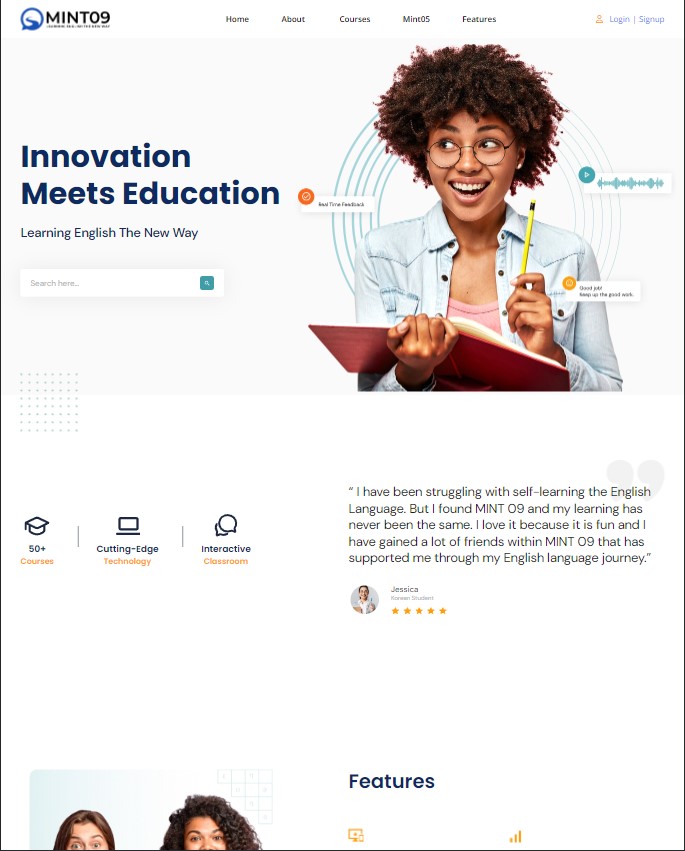 MINT09
LEARNING ENGLISH THE NEW WAY
Home
About
Courses
Mint05
Features
Login | Signup
Innovation
Meets Education
Learning English The New Way
Search here...
Real Time Feedback
Good job!
Keep up the good work.
50+
Courses
Cutting-Edge
Technology
Interactive
Classroom
“ I have been struggling with self-learning the English
Language. But I found MINT 09 and my learning has
never been the same. I love it because it is fun and I
have gained a lot of friends within MINT 09 that has
supported me through my English language journey.”
Jessica
Korean Student
Features